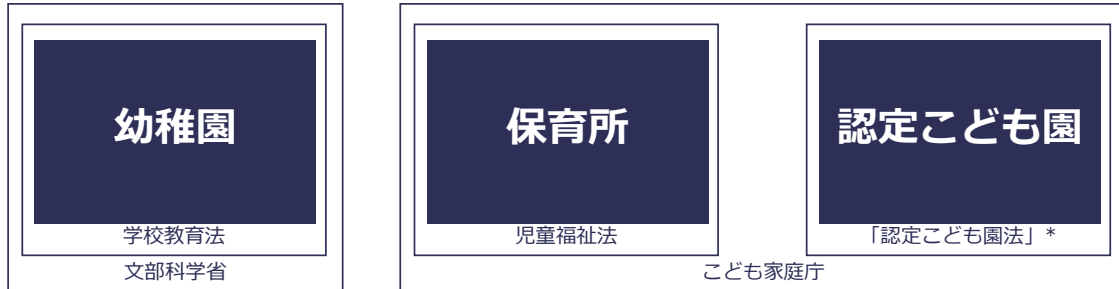 幼稚園
学校教育法
文部科学省
保育所
児童福祉法
認定こども園
「認定こども園法」*
こども家庭庁